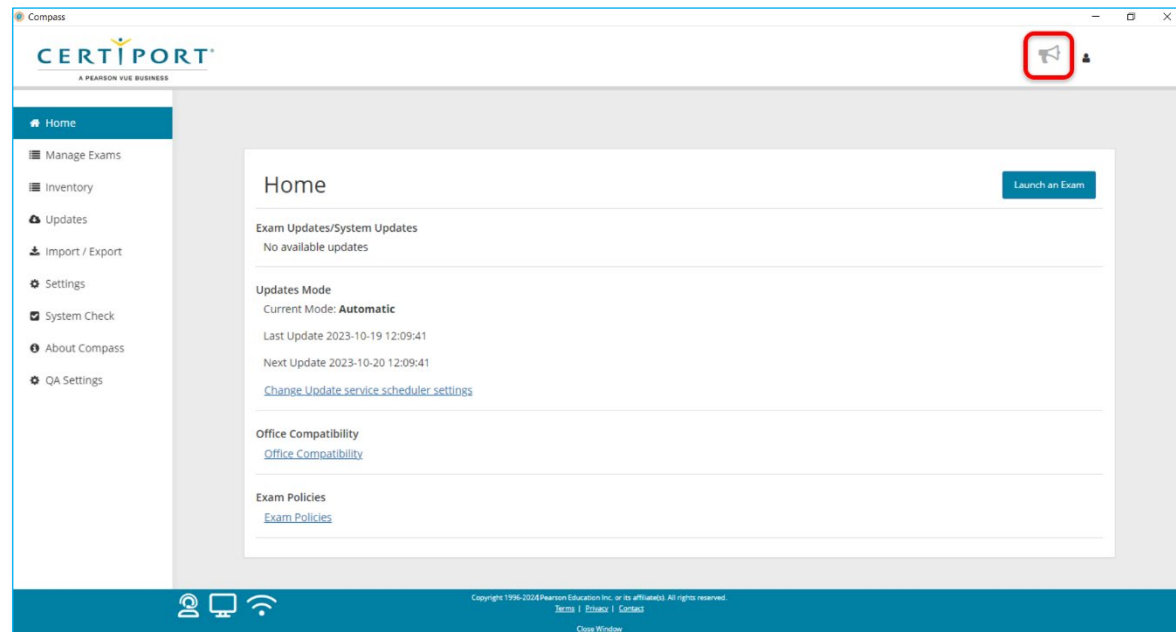 Compass
CERTIPORT®
A PEARSON VUE BUSINESS
Home
Manage Exams
Inventory
Updates
Import / Export
Settings
System Check
About Compass
QA Settings
Home
Launch an Exam
Exam Updates/System Updates
No available updates
Updates Mode
Current Mode: Automatic
Last Update 2023-10-19 12:09:41
Next Update 2023-10-20 12:09:41
Change Update service scheduler settings
Office Compatibility
Office Compatibility
Exam Policies
Exam Policies
Copyright 1996-2024 Pearson Education Inc. or its affiliate(s). All rights reserved.
Terms | Privacy | Contact
Close Window